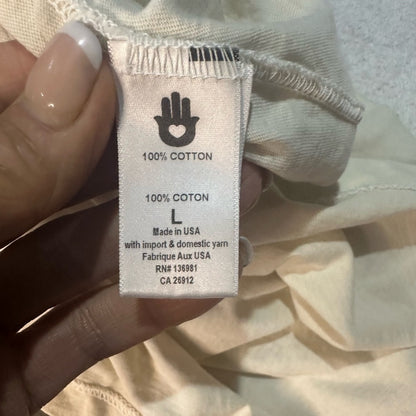 100% COTTON
100% COTON
L
Made in USA
with import & domestic yarn
Fabrique Aux USA
RN# 136981
CA 26912